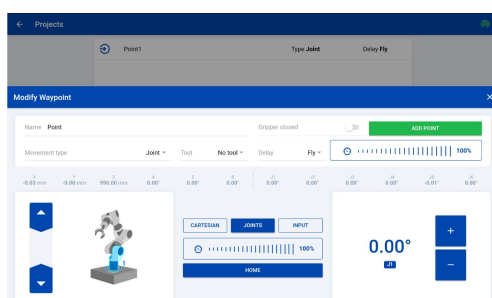 Projects
Point1 Type Joint Delay Fly
Modify Waypoint
Name Point Gripper closed ADD POINT
Movement type Joint Tool No tool Delay Fly 100%
X Y Z A E R J1 J2 J3 J4 J5 J6
-0.03 mm -0.00 mm 990.00 mm 0.00° 0.00° 0.00° 0.00° 0.00° 0.00° 0.00° -0.01° 0.00°
CARTESIAN JOINTS INPUT
100%
HOME
0.00°
J1
+
−